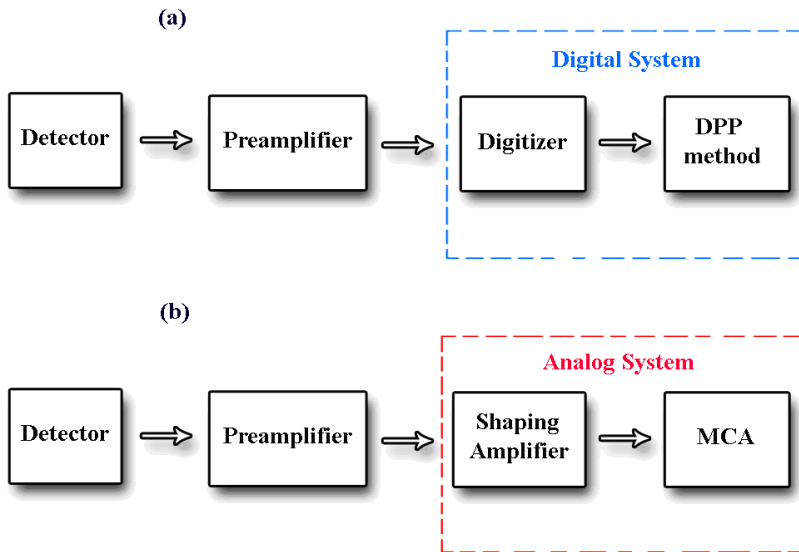 (a)
Digital System
Detector
Preamplifier
Digitizer
DPP
method
(b)
Analog System
Detector
Preamplifier
Shaping
Amplifier
MCA